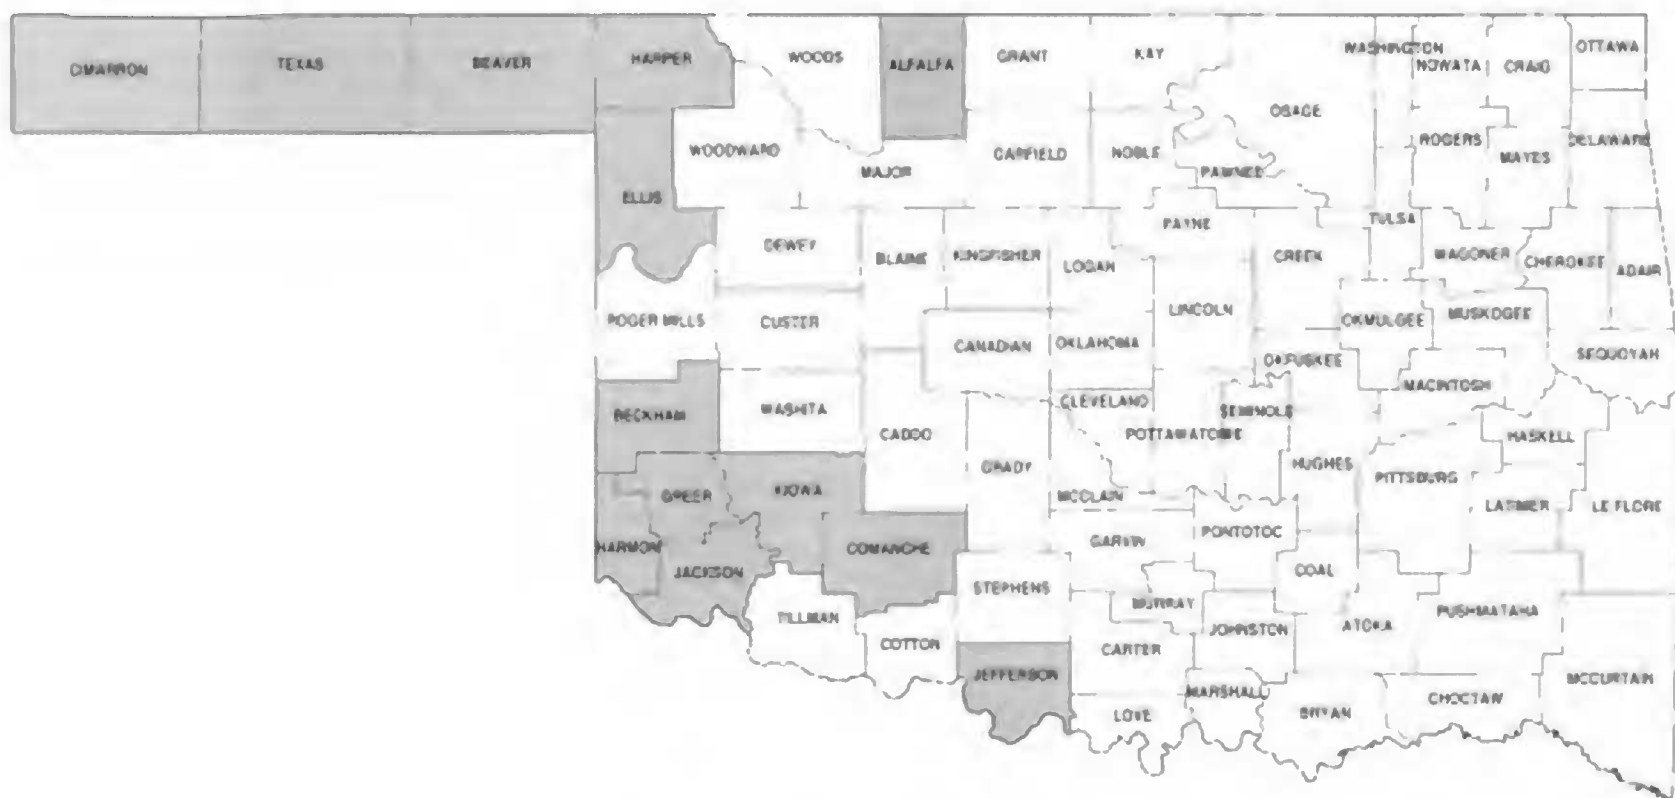 CIMARRON
TEXAS
BEAVER
HARPER
WOODS
ALFALFA
GRANT
KAY
WASHINGTON
NOWATA
CRAIG
OTTAWA
OSAGE
WOODWARD
MAJOR
GARFIELD
NOBLE
PAWNEE
ROGERS
MAYES
DELAWARE
ELLIS
DEWEY
BLAINE
KINGFISHER
LOGAN
PAYNE
CREEK
TULSA
WAGONER
CHEROKEE
ADAIR
ROGER MILLS
CUSTER
CANADIAN
OKLAHOMA
LINCOLN
OKFUSKEE
OKMULGEE
MUSKOGEE
SEQUOYAH
BECKHAM
WASHITA
CADDO
CLEVELAND
POTTAWATOMIE
SEMINOLE
MACINTOSH
HASKELL
GREER
KIOWA
GRADY
MCCLAIN
HUGHES
PITTSBURG
LATIMER
LE FLORE
HARMON
JACKSON
COMANCHE
GARVIN
PONTOTOC
COAL
TILLMAN
COTTON
STEPHENS
MURRAY
JOHNSTON
ATOKA
PUSHMATAHA
JEFFERSON
CARTER
LOVE
MARSHALL
BRYAN
CHOCTAW
MCCURTAIN